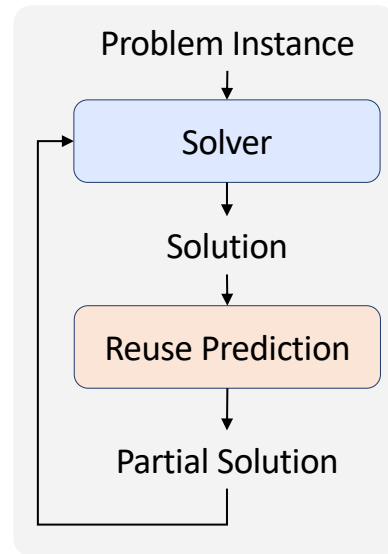 Problem Instance
Solver
Solution
Reuse Prediction
Partial Solution